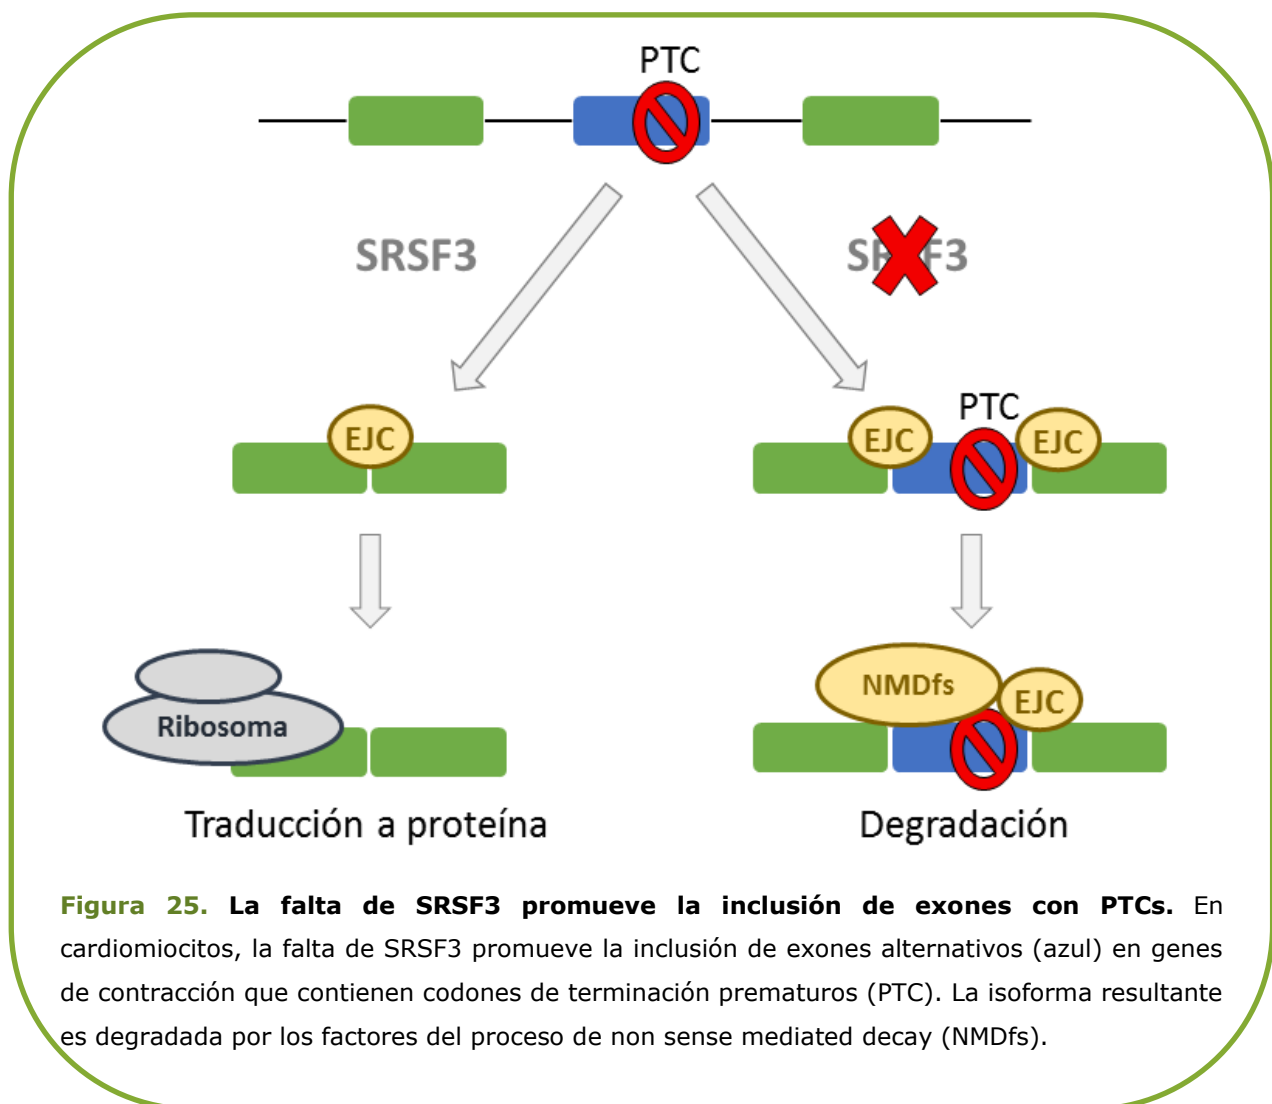 PTC
SRSF3
SRSF3
PTC
EJC
EJC
EJC
NMDfs
EJC
Ribosoma
Traducción a proteína
Degradación
Figura 25. La falta de SRSF3 promueve la inclusión de exones con PTCs. En
cardiomiocitos, la falta de SRSF3 promueve la inclusión de exones alternativos (azul) en genes
de contracción que contienen codones de terminación prematuros (PTC). La isoforma resultante
es degradada por los factores del proceso de non sense mediated decay (NMDfs).